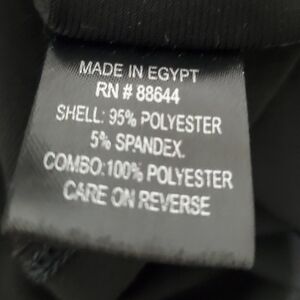 MADE IN EGYPT
RN # 88644
SHELL: 95% POLYESTER
5% SPANDEX.
COMBO:100% POLYESTER
CARE ON REVERSE